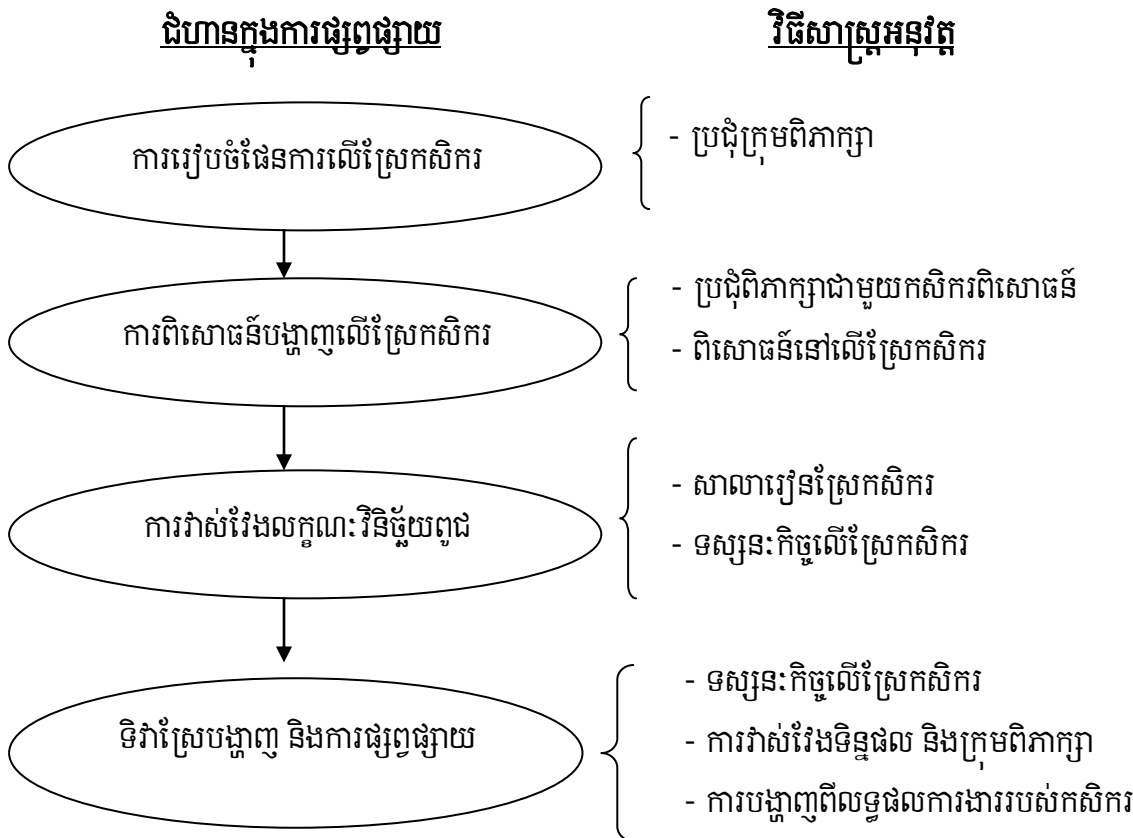 ជំហានក្នុងការផ្សព្វផ្សាយ
វិធីសាស្ត្រអនុវត្ត
ការរៀបចំផែនការលើស្រែកសិករ
- ប្រជុំក្រុមពិភាក្សា
ការពិសោធន៍បង្ហាញលើស្រែកសិករ
- ប្រជុំពិភាក្សាជាមួយកសិករពិសោធន៍
- ពិសោធន៍នៅលើស្រែកសិករ
ការវាស់វែងលក្ខណៈវិនិច្ឆ័យពូជ
- សាលារៀនស្រែកសិករ
- ទស្សនៈកិច្ចលើស្រែកសិករ
ទិវាស្រែបង្ហាញ និងការផ្សព្វផ្សាយ
- ទស្សនៈកិច្ចលើស្រែកសិករ
- ការវាស់វែងទិន្នផល និងក្រុមពិភាក្សា
- ការបង្ហាញពីលទ្ធផលការងាររបស់កសិករ